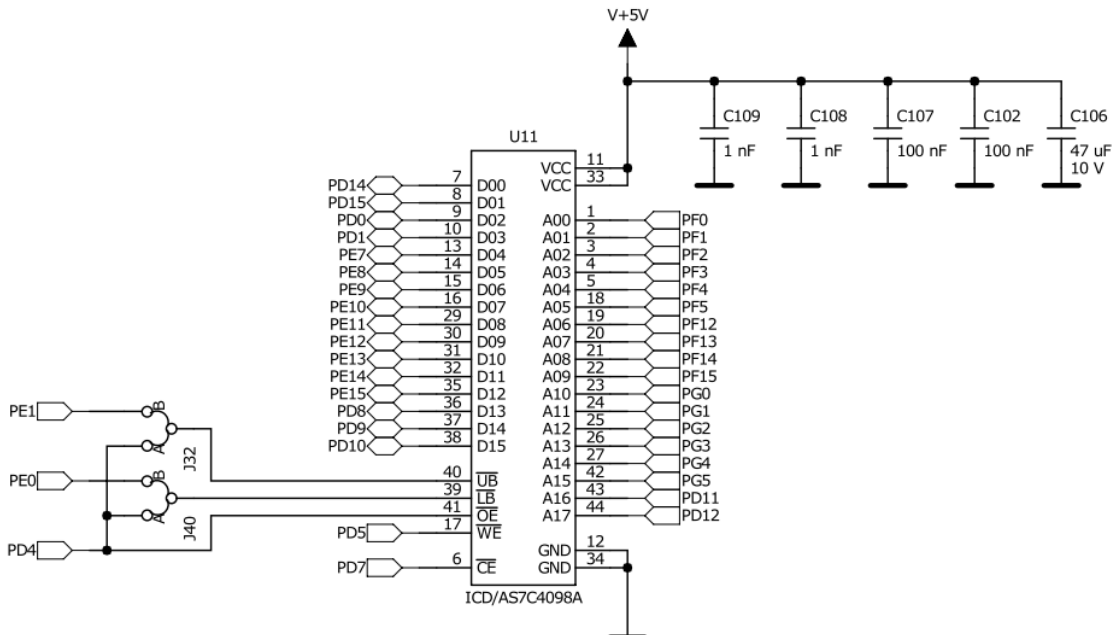 V+5V
C109
1 nF
C108
1 nF
C107
100 nF
C102
100 nF
C106
47 uF
10 V
U11
VCC 11
VCC 33
PD14 7 D00
PD15 8 D01
PD0 9 D02
PD1 10 D03
PE7 13 D04
PE8 14 D05
PE9 15 D06
PE10 16 D07
PE11 29 D08
PE12 30 D09
PE13 31 D10
PE14 32 D11
PE15 35 D12
PD8 36 D13
PD9 37 D14
PD10 38 D15
A00 1 PF0
A01 2 PF1
A02 3 PF2
A03 4 PF3
A04 5 PF4
A05 18 PF5
A06 19 PF12
A07 20 PF13
A08 21 PF14
A09 22 PF15
A10 23 PG0
A11 24 PG1
A12 25 PG2
A13 26 PG3
A14 27 PG4
A15 42 PG5
A16 43 PD11
A17 44 PD12
PE1
B
A
J32
PE0
B
A
J40
PD4
40 UB
39 LB
41 OE
PD5 17 WE
PD7 6 CE
GND 12
GND 34
ICD/AS7C4098A